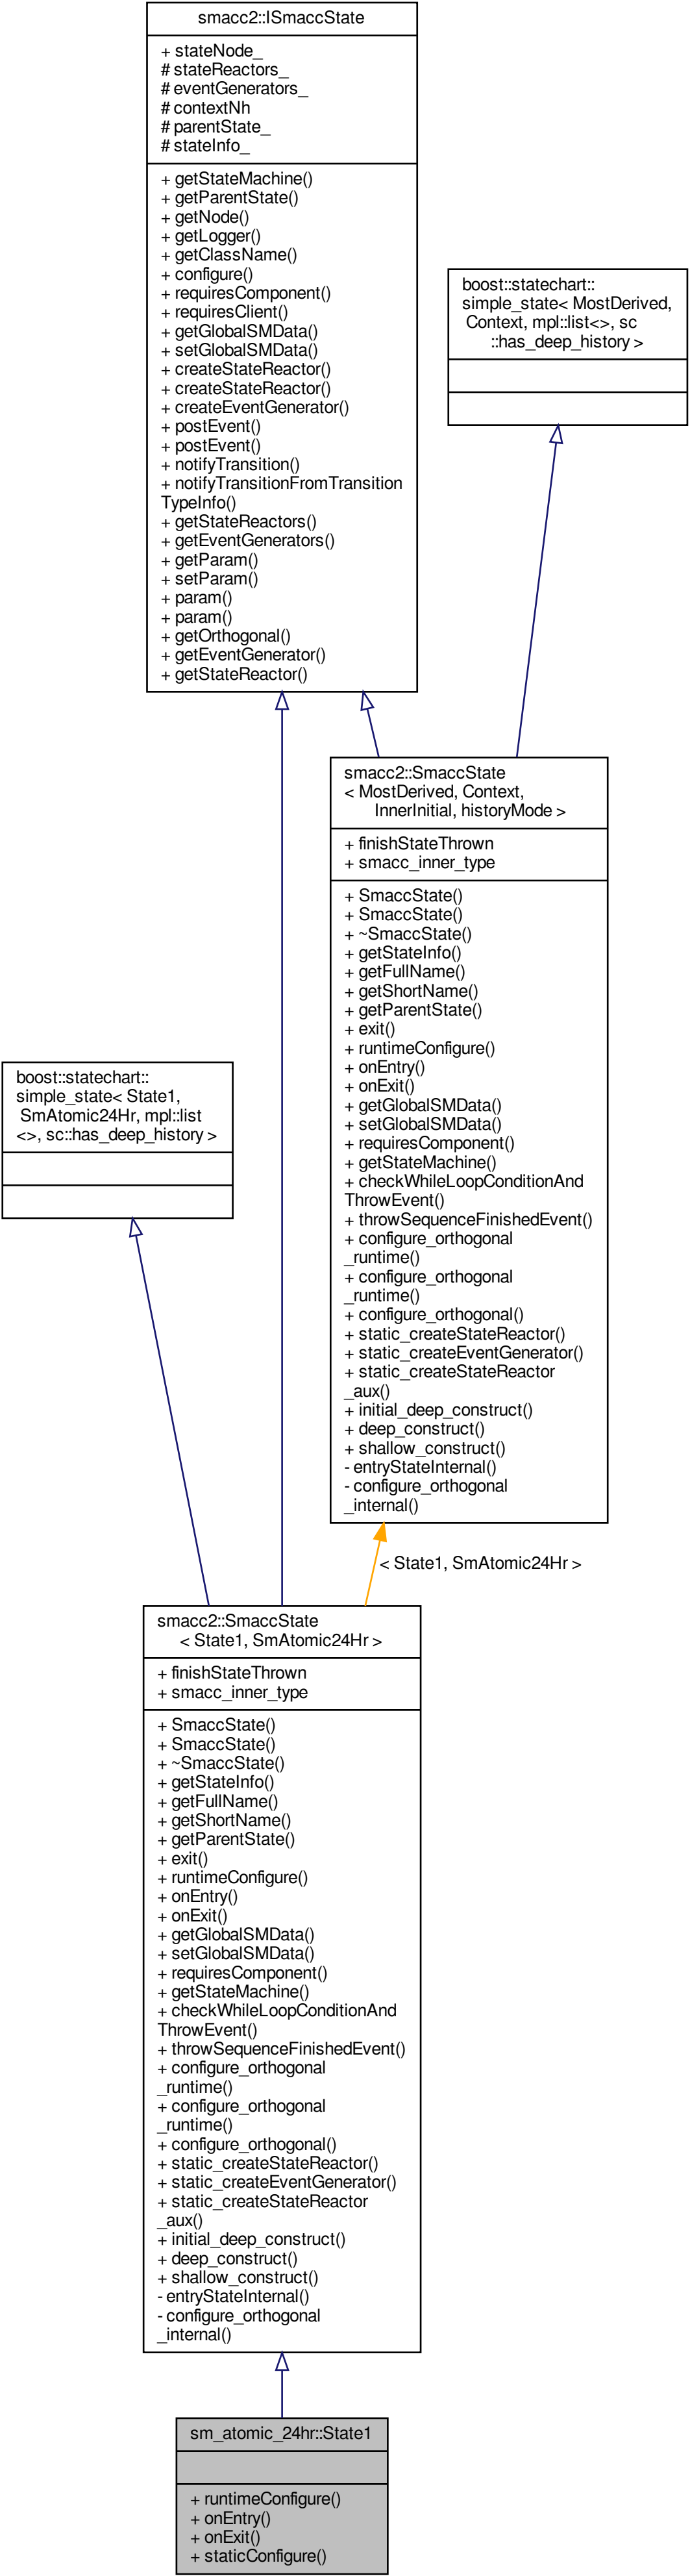 smacc2::ISmaccState
+ stateNode_
# stateReactors_
# eventGenerators_
# contextNh
# parentState_
# stateInfo_
+ getStateMachine()
+ getParentState()
+ getNode()
+ getLogger()
+ getClassName()
+ configure()
+ requiresComponent()
+ requiresClient()
+ getGlobalSMData()
+ setGlobalSMData()
+ createStateReactor()
+ createStateReactor()
+ createEventGenerator()
+ postEvent()
+ postEvent()
+ notifyTransition()
+ notifyTransitionFromTransition
TypeInfo()
+ getStateReactors()
+ getEventGenerators()
+ getParam()
+ setParam()
+ param()
+ param()
+ getOrthogonal()
+ getEventGenerator()
+ getStateReactor()
boost::statechart::
simple_state< MostDerived,
Context, mpl::list<>, sc
::has_deep_history >
smacc2::SmaccState
< MostDerived, Context,
InnerInitial, historyMode >
+ finishStateThrown
+ smacc_inner_type
+ SmaccState()
+ SmaccState()
+ ~SmaccState()
+ getStateInfo()
+ getFullName()
+ getShortName()
+ getParentState()
+ exit()
+ runtimeConfigure()
+ onEntry()
+ onExit()
+ getGlobalSMData()
+ setGlobalSMData()
+ requiresComponent()
+ getStateMachine()
+ checkWhileLoopConditionAnd
ThrowEvent()
+ throwSequenceFinishedEvent()
+ configure_orthogonal
_runtime()
+ configure_orthogonal
_runtime()
+ configure_orthogonal()
+ static_createStateReactor()
+ static_createEventGenerator()
+ static_createStateReactor
_aux()
+ initial_deep_construct()
+ deep_construct()
+ shallow_construct()
- entryStateInternal()
- configure_orthogonal
_internal()
boost::statechart::
simple_state< State1,
SmAtomic24Hr, mpl::list
<>, sc::has_deep_history >
< State1, SmAtomic24Hr >
smacc2::SmaccState
< State1, SmAtomic24Hr >
+ finishStateThrown
+ smacc_inner_type
+ SmaccState()
+ SmaccState()
+ ~SmaccState()
+ getStateInfo()
+ getFullName()
+ getShortName()
+ getParentState()
+ exit()
+ runtimeConfigure()
+ onEntry()
+ onExit()
+ getGlobalSMData()
+ setGlobalSMData()
+ requiresComponent()
+ getStateMachine()
+ checkWhileLoopConditionAnd
ThrowEvent()
+ throwSequenceFinishedEvent()
+ configure_orthogonal
_runtime()
+ configure_orthogonal
_runtime()
+ configure_orthogonal()
+ static_createStateReactor()
+ static_createEventGenerator()
+ static_createStateReactor
_aux()
+ initial_deep_construct()
+ deep_construct()
+ shallow_construct()
- entryStateInternal()
- configure_orthogonal
_internal()
sm_atomic_24hr::State1
+ runtimeConfigure()
+ onEntry()
+ onExit()
+ staticConfigure()